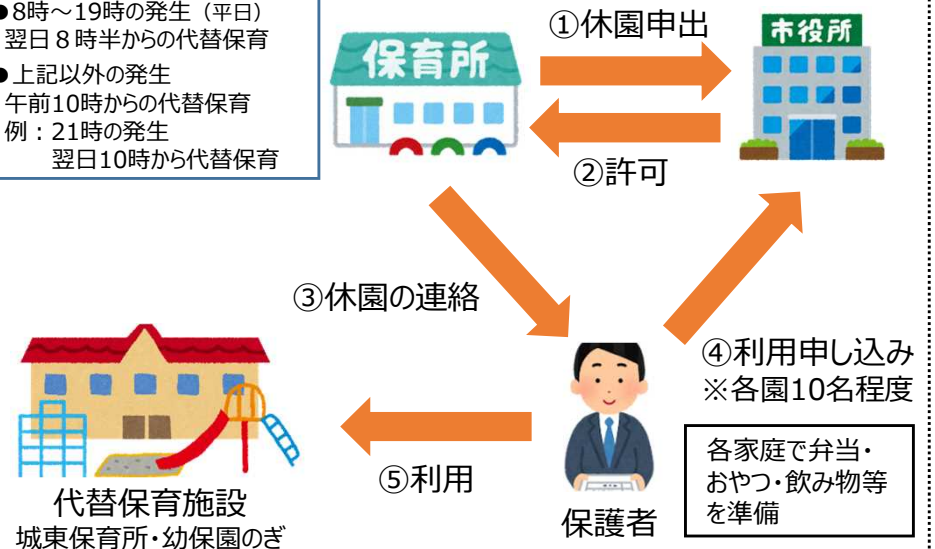 ●8時～19時の発生（平日）
翌日８時半からの代替保育
●上記以外の発生
午前10時からの代替保育
例：21時の発生
翌日10時から代替保育
保育所
①休園申出
市役所
②許可
③休園の連絡
④利用申し込み
※各園10名程度
⑤利用
各家庭で弁当・
おやつ・飲み物等
を準備
保護者
代替保育施設
城東保育所・幼保園のぎ